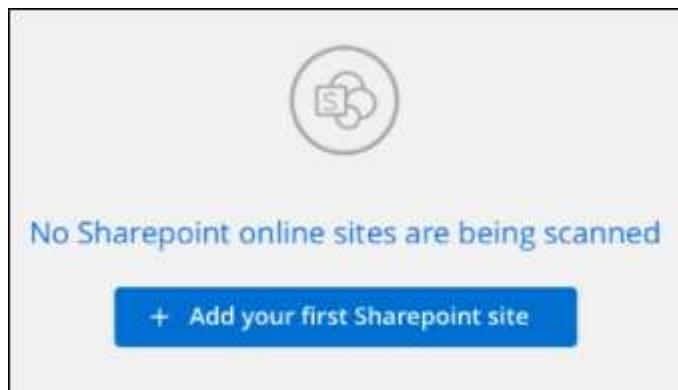 S
No Sharepoint online sites are being scanned
+ Add your first Sharepoint site